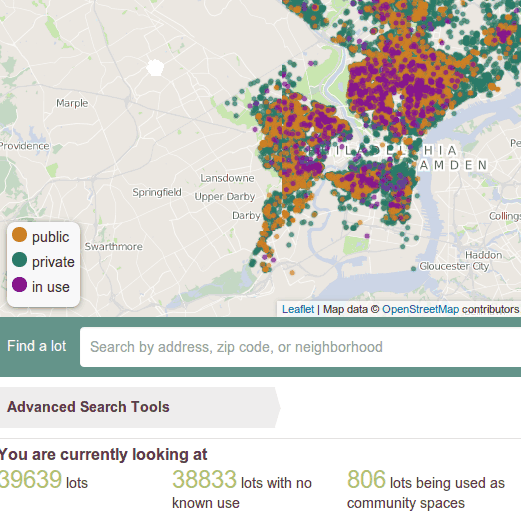 Marple
Providence
PHILADELPHIA
CAMDEN
Lansdowne
Springfield
Upper Darby
Darby
Collings
public
private
in use
Swarthmore
Haddon
Gloucester City
Leaflet | Map data © OpenStreetMap contributors
Find a lot
Search by address, zip code, or neighborhood
Advanced Search Tools
You are currently looking at
39639 lots
38833 lots with no known use
806 lots being used as community spaces